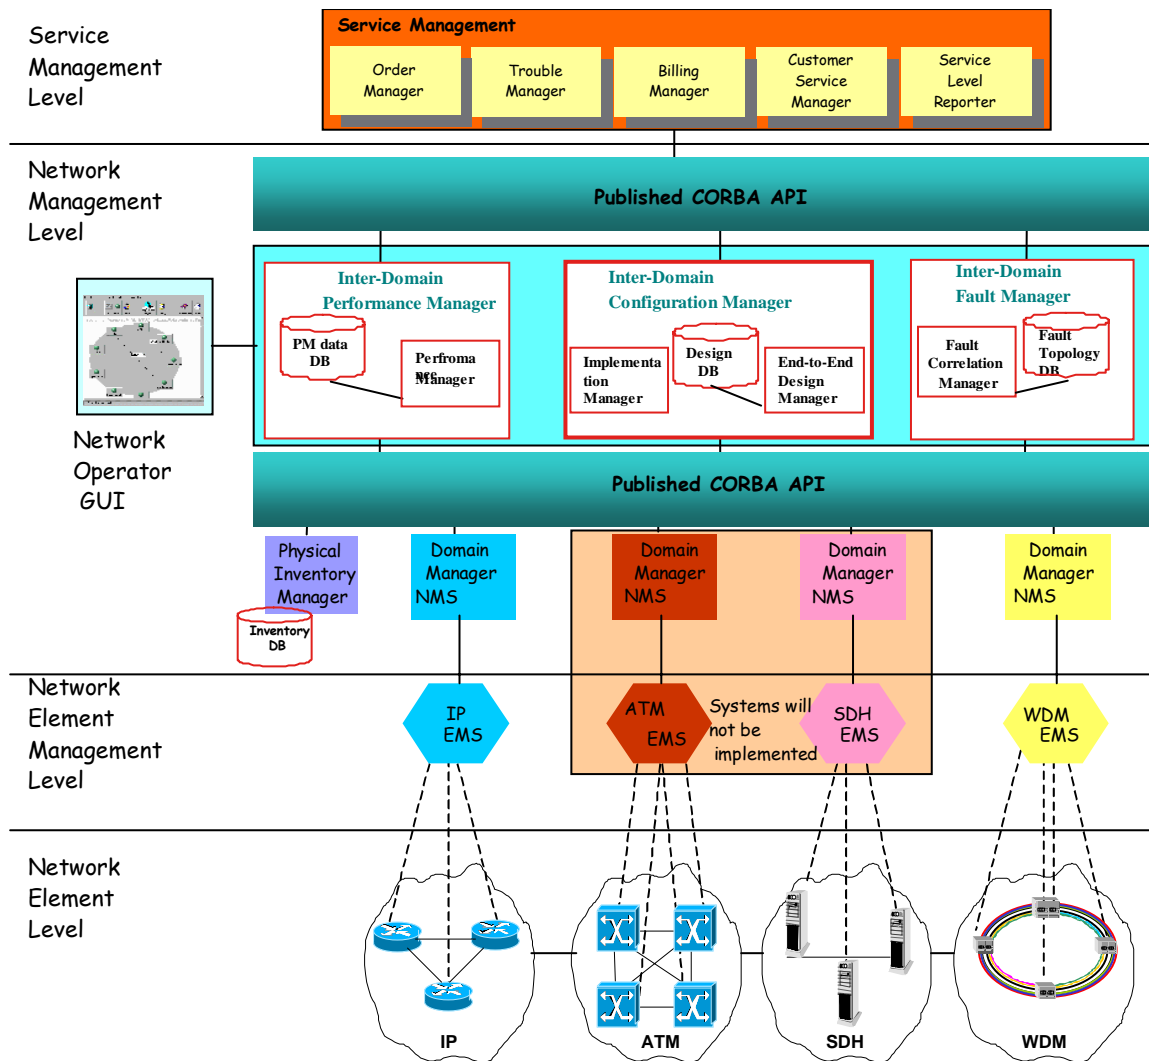 Service
Management
Level
Service Management
Order
Manager
Trouble
Manager
Billing
Manager
Customer
Service
Manager
Service
Level
Reporter
Network
Management
Level
Published CORBA API
Inter-Domain
Performance Manager
PM data
DB
Perfroma
nce
Manager
Inter-Domain
Configuration Manager
Implementa
tion
Manager
Design
DB
End-to-End
Design
Manager
Inter-Domain
Fault Manager
Fault
Correlation
Manager
Fault
Topology
DB
Network
Operator
GUI
Published CORBA API
Physical
Inventory
Manager
Inventory
DB
Domain
Manager
NMS
Domain
Manager
NMS
Domain
Manager
NMS
Domain
Manager
NMS
Network
Element
Management
Level
IP
EMS
ATM
EMS
Systems will
not be
implemented
SDH
EMS
WDM
EMS
Network
Element
Level
IP
ATM
SDH
WDM